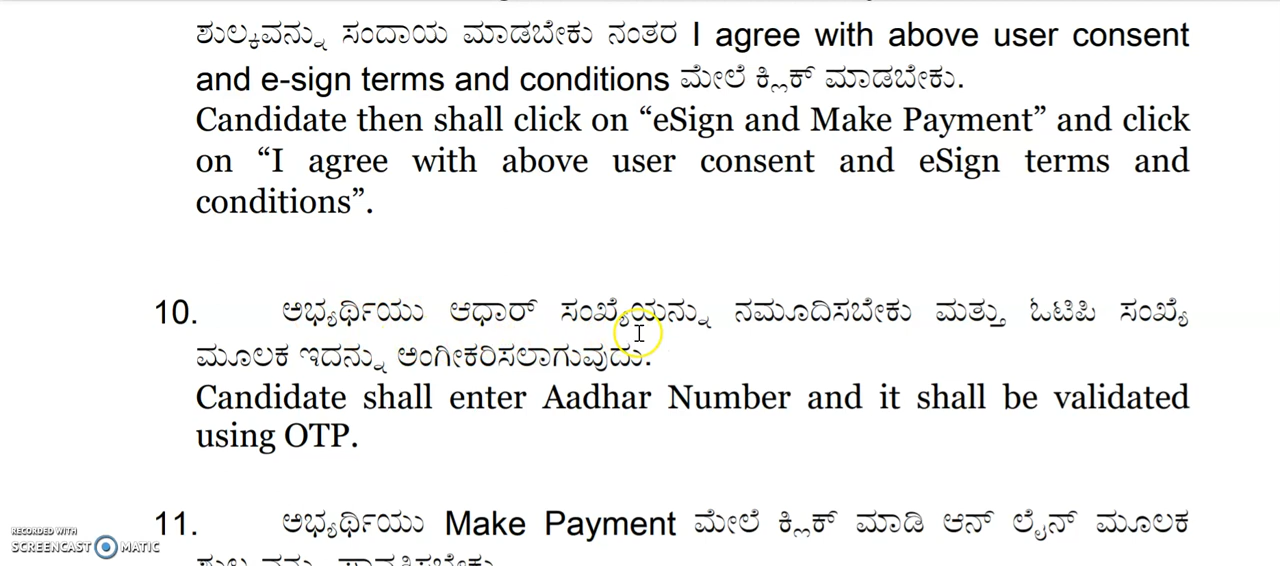 ಶುಲ್ಕವನ್ನು ಸಂದಾಯ ಮಾಡಬೇಕು ನಂತರ I agree with above user consent
and e-sign terms and conditions ಮೇಲೆ ಕ್ಲಿಕ್ ಮಾಡಬೇಕು.
Candidate then shall click on “eSign and Make Payment” and click
on “I agree with above user consent and eSign terms and
conditions”.
10. ಅಭ್ಯರ್ಥಿಯು ಆಧಾರ್ ಸಂಖ್ಯೆಯನ್ನು ನಮೂದಿಸಬೇಕು ಮತ್ತು ಓಟಿಪಿ ಸಂಖ್ಯೆ
ಮೂಲಕ ಇದನ್ನು ಅಂಗೀಕರಿಸಲಾಗುವುದು.
Candidate shall enter Aadhar Number and it shall be validated
using OTP.
11. ಅಭ್ಯರ್ಥಿಯು Make Payment ಮೇಲೆ ಕ್ಲಿಕ್ ಮಾಡಿ ಆನ್ ಲೈನ್ ಮೂಲಕ
RECORDED WITH
SCREENCAST MATIC